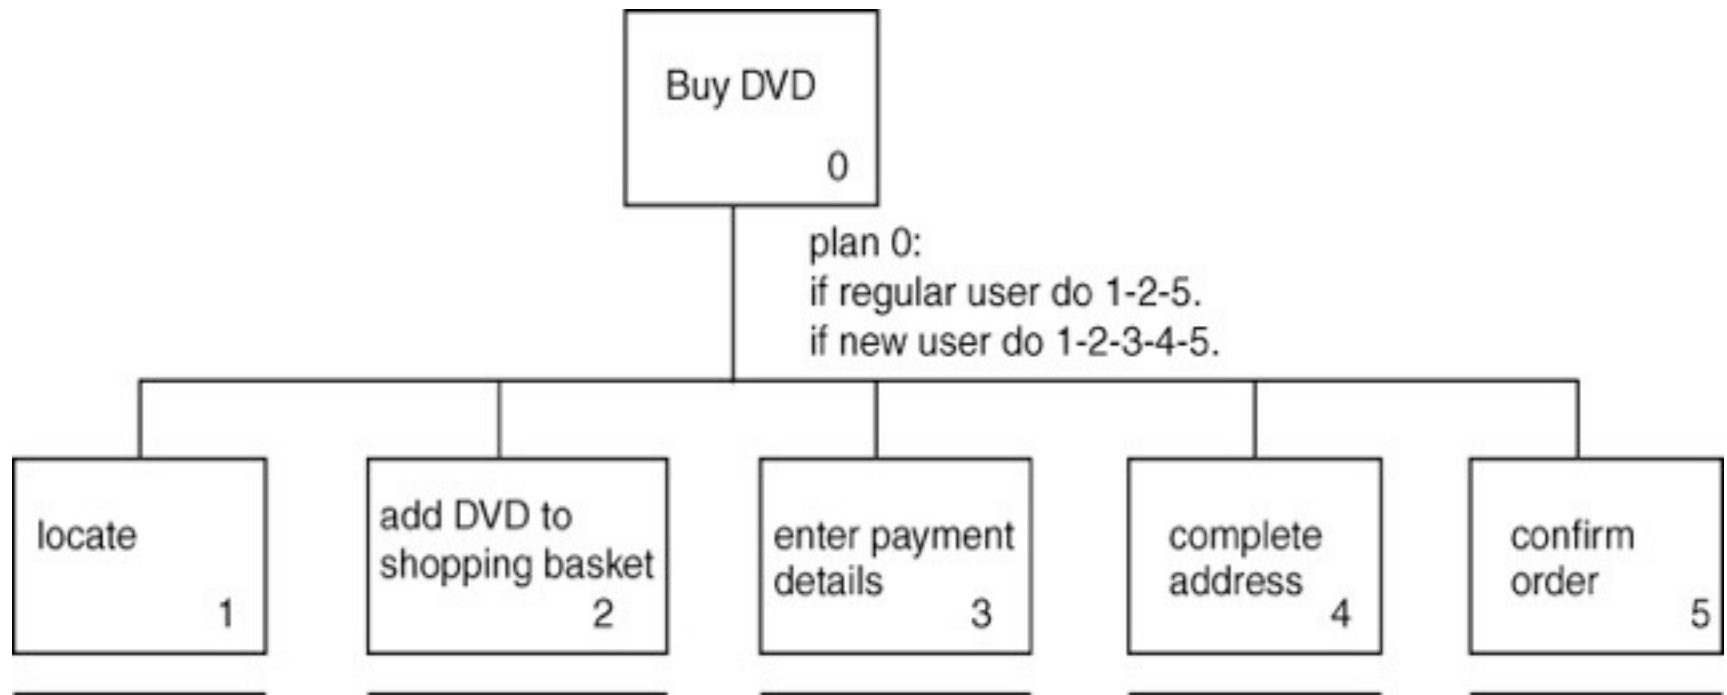 Buy DVD
0
plan 0:
if regular user do 1-2-5.
if new user do 1-2-3-4-5.
locate
1
add DVD to
shopping basket
2
enter payment
details
3
complete
address
4
confirm
order
5